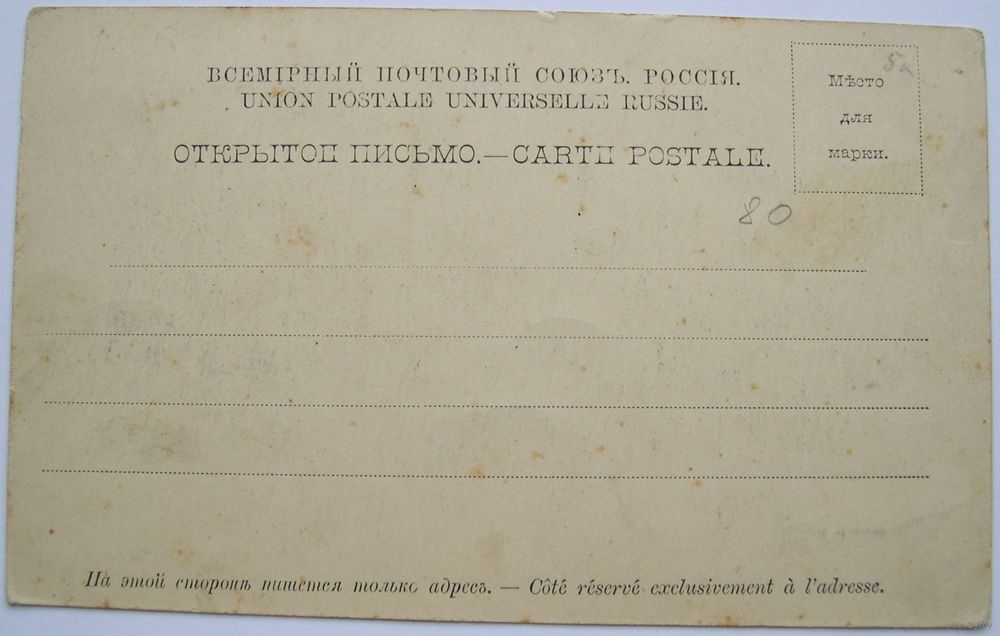 ВСЕМІРНЫЙ ПОЧТОВЫЙ СОЮЗЪ. РОССІЯ.
UNION POSTALE UNIVERSELLE RUSSIE.
ОТКРЫТОЕ ПИСЬМО.—CARTE POSTALE.
Мѣсто
для
марки.
80
На этой сторонѣ пишется только адресъ. — Côté réservé exclusivement à l'adresse.